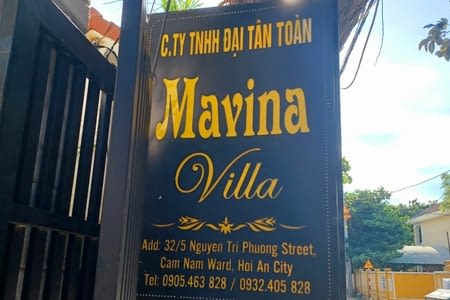 C.TY TNHH ĐẠI TÂN TOÀN
Mavina
Villa
Add: 32/5 Nguyen Tri Phuong Street,
Cam Nam Ward, Hoi An City
Tel: 0905.463 828 / 0932.405 828